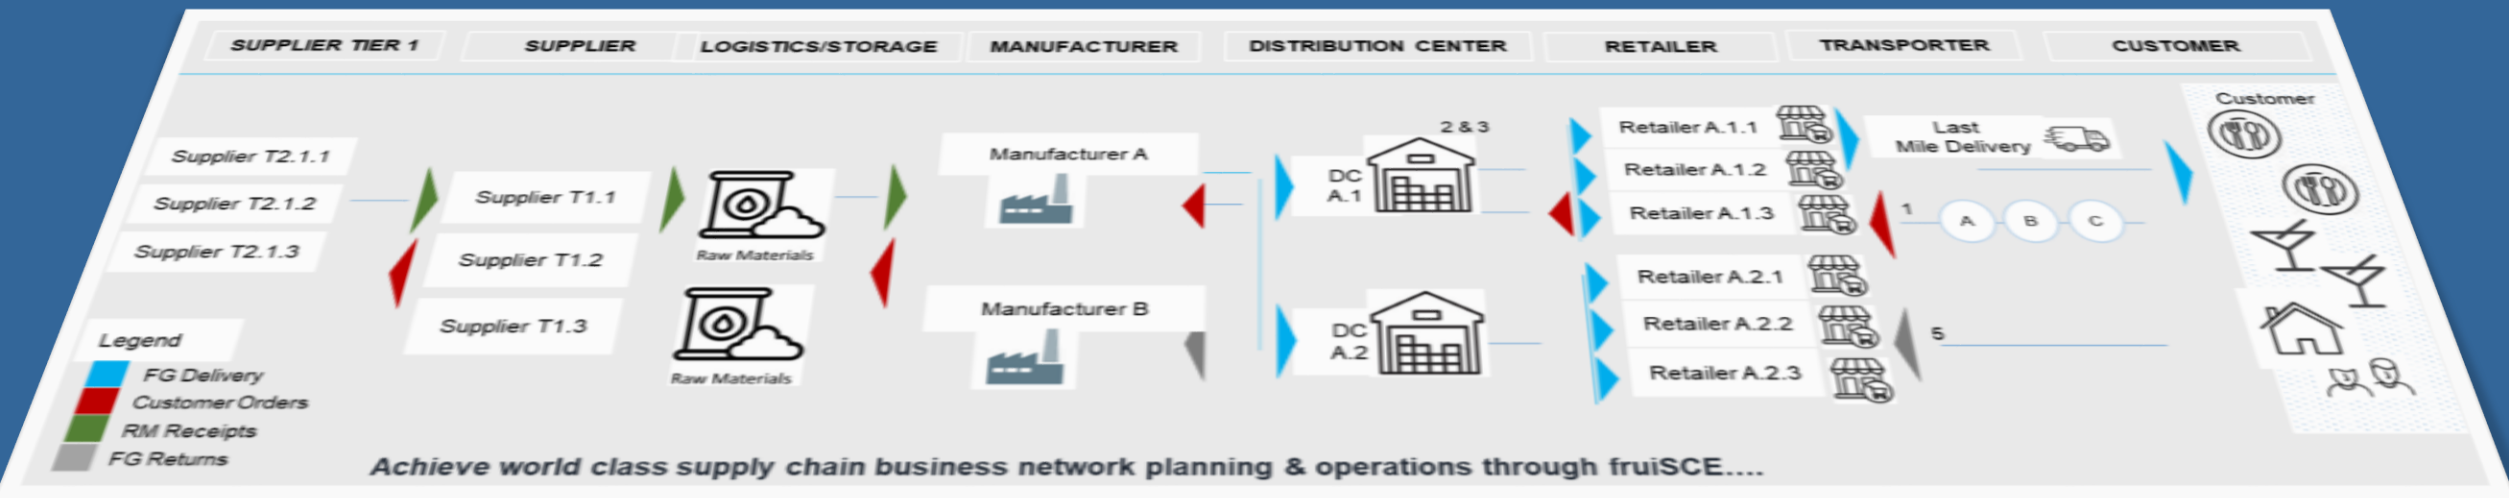 SUPPLIER TIER 1
SUPPLIER
LOGISTICS/STORAGE
MANUFACTURER
DISTRIBUTION CENTER
RETAILER
TRANSPORTER
CUSTOMER
Supplier T2.1.1
Supplier T2.1.2
Supplier T2.1.3
Supplier T1.1
Supplier T1.2
Supplier T1.3
Raw Materials
Raw Materials
Manufacturer A
Manufacturer B
2 & 3
DC
A.1
DC
A.2
Retailer A.1.1
Retailer A.1.2
Retailer A.1.3
Retailer A.2.1
Retailer A.2.2
Retailer A.2.3
Last
Mile Delivery
1
A
B
C
5
Customer
Legend
FG Delivery
Customer Orders
RM Receipts
FG Returns
Achieve world class supply chain business network planning & operations through fruiSCE....